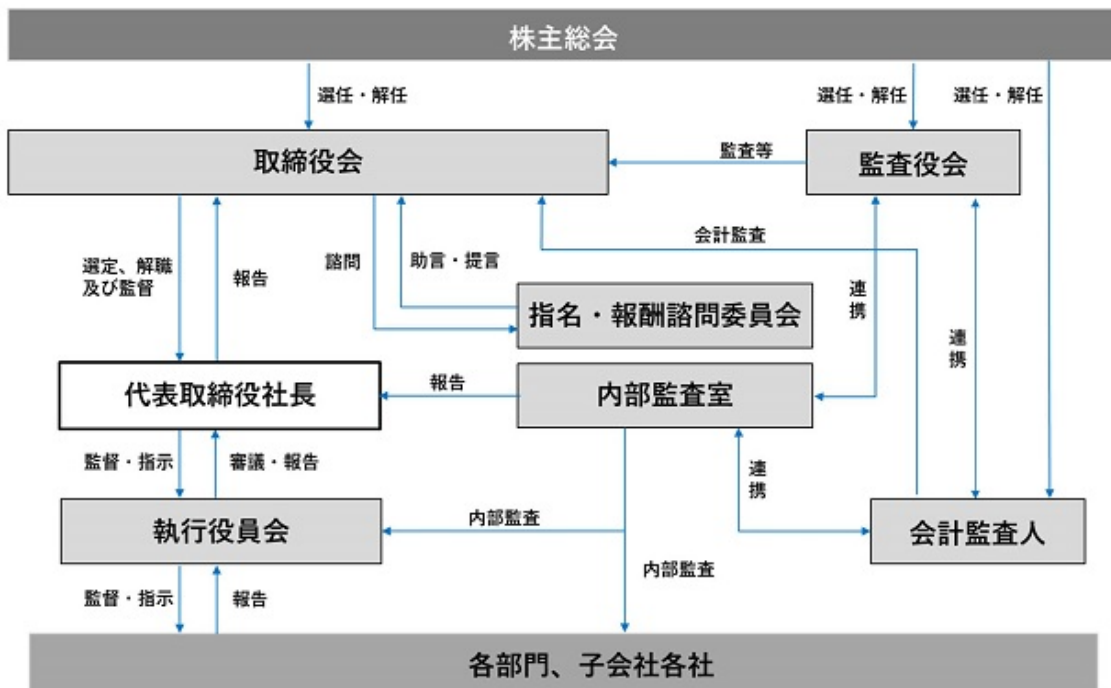 株主総会
選任・解任
選任・解任
選任・解任
取締役会
監査等
監査役会
会計監査
選定、解職
及び監督
報告
諮問
助言・提言
指名・報酬諮問委員会
連携
連携
代表取締役社長
報告
内部監査室
監督・指示
審議・報告
連携
執行役員会
内部監査
会計監査人
内部監査
監督・指示
報告
各部門、子会社各社